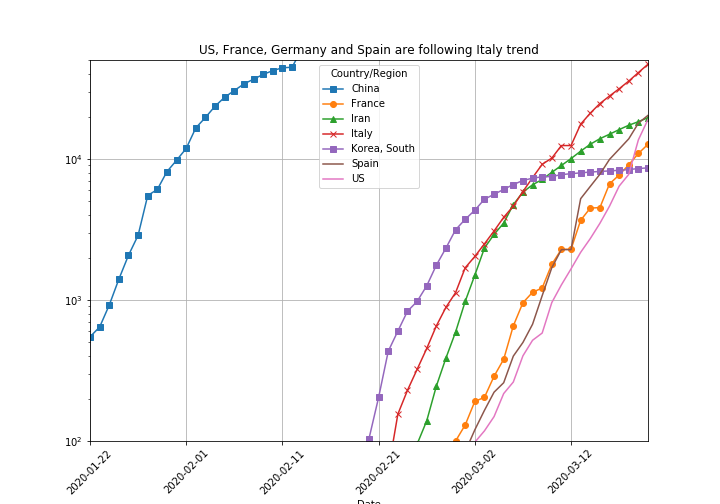 US, France, Germany and Spain are following Italy trend
Country/Region
China
France
Iran
Italy
Korea, South
Spain
US
10^4
10^3
10^2
2020-01-22
2020-02-01
2020-02-11
2020-02-21
2020-03-02
2020-03-12
Date